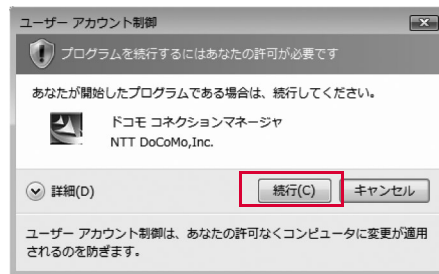 ユーザー アカウント制御
プログラムを続行するにはあなたの許可が必要です
あなたが開始したプログラムである場合は、続行してください。
ドコモ コネクションマネージャ
NTT DoCoMo,Inc.
詳細(D)
続行(C)
キャンセル
ユーザー アカウント制御は、あなたの許可なくコンピュータに変更が適用
されるのを防ぎます。